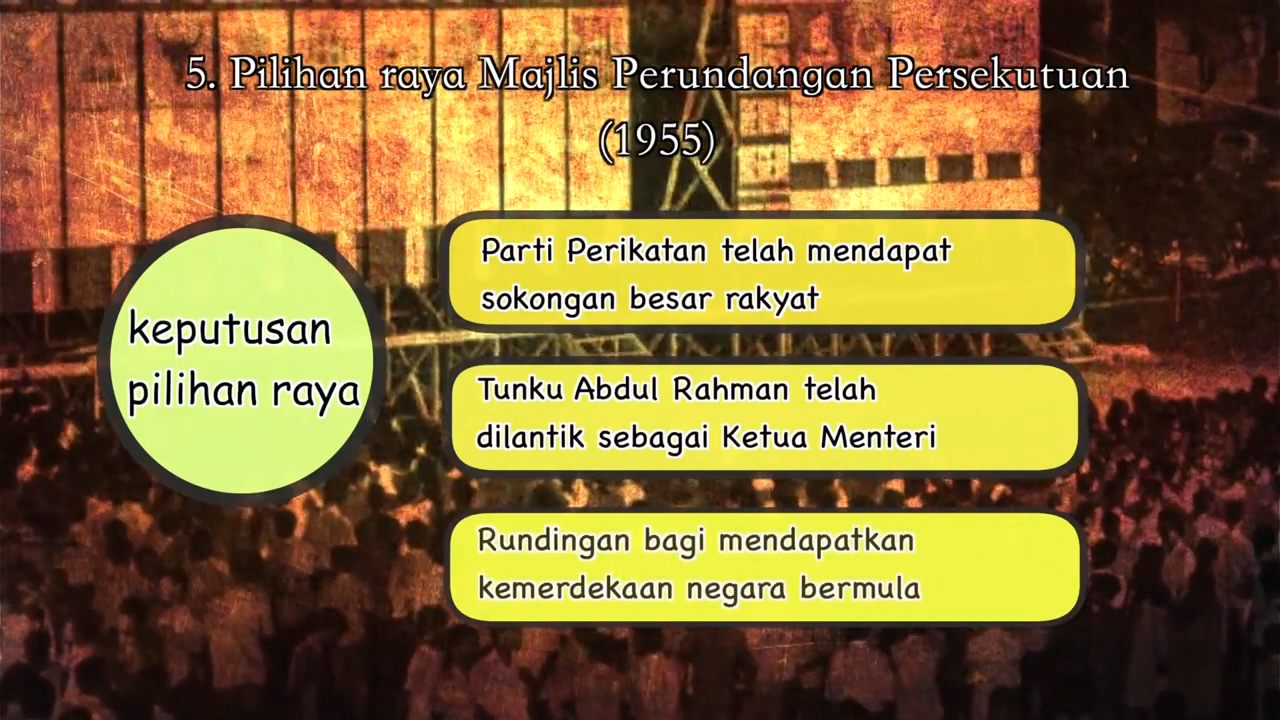 5. Pilihan raya Majlis Perundangan Persekutuan
(1955)
keputusan
pilihan raya
Parti Perikatan telah mendapat
sokongan besar rakyat
Tunku Abdul Rahman telah
dilantik sebagai Ketua Menteri
Rundingan bagi mendapatkan
kemerdekaan negara bermula